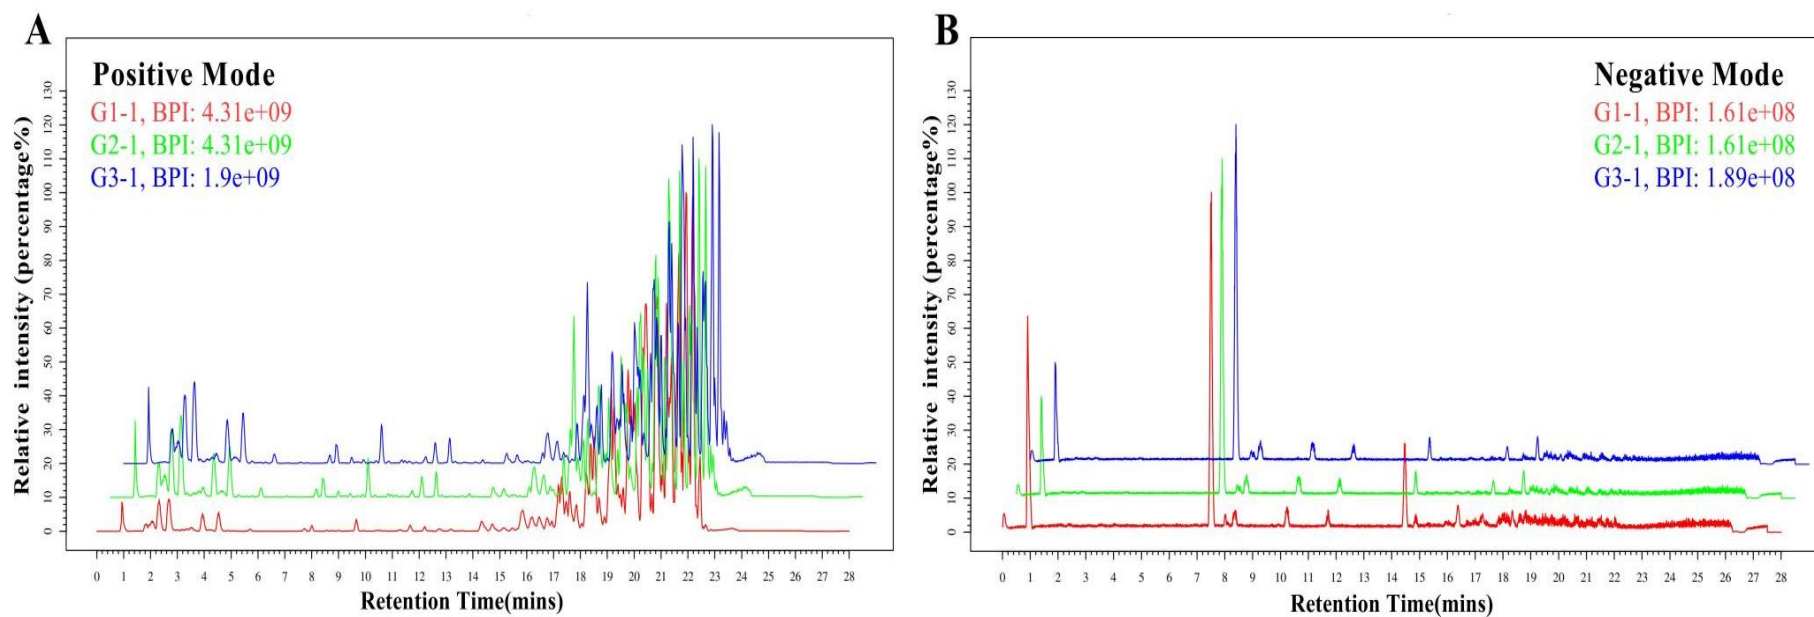 A
Positive Mode
G1-1, BPI: 4.31e+09
G2-1, BPI: 4.31e+09
G3-1, BPI: 1.9e+09
Relative intensity (percentage%)
130
120
110
100
90
80
70
60
50
40
30
20
10
0
0 1 2 3 4 5 6 7 8 9 10 11 12 13 14 15 16 17 18 19 20 21 22 23 24 25 26 27 28
Retention Time(mins)
B
Negative Mode
G1-1, BPI: 1.61e+08
G2-1, BPI: 1.61e+08
G3-1, BPI: 1.89e+08
Relative intensity (percentage%)
130
120
110
100
90
80
70
60
50
40
30
20
10
0
0 1 2 3 4 5 6 7 8 9 10 11 12 13 14 15 16 17 18 19 20 21 22 23 24 25 26 27 28
Retention Time(mins)